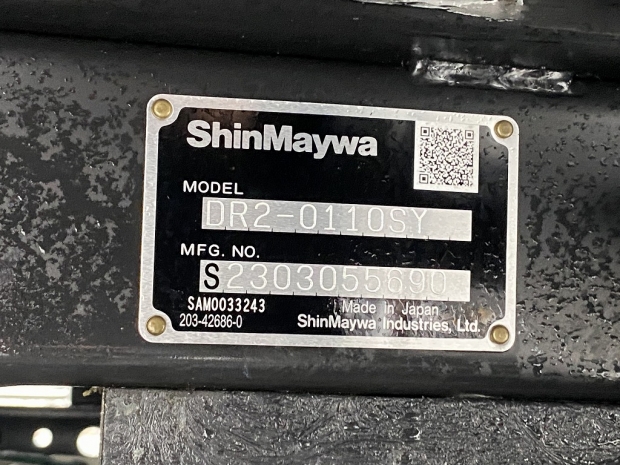 ShinMaywa
MODEL
DR2-0110SY
MFG. NO.
S2303055690
SAM0033243
203-42686-0
Made in Japan
ShinMaywa Industries, Ltd.